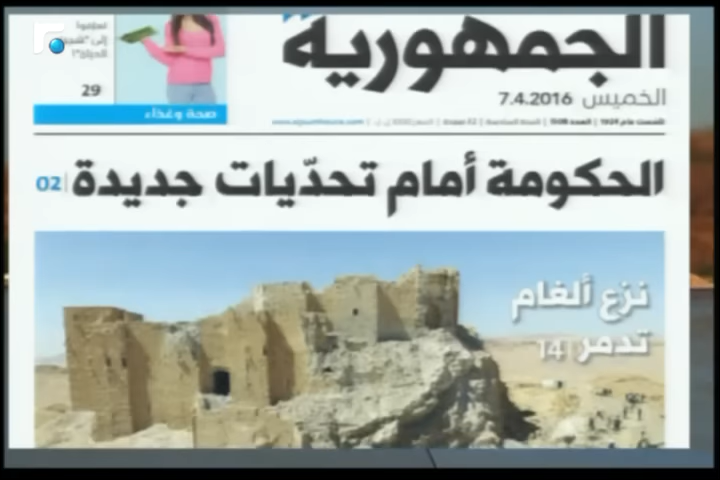 الجمهورية
الخميس 7.4.2016
29
صحة وغذاء
الحكومة أمام تحدّيات جديدة 02
نزع ألغام
تدمر 14